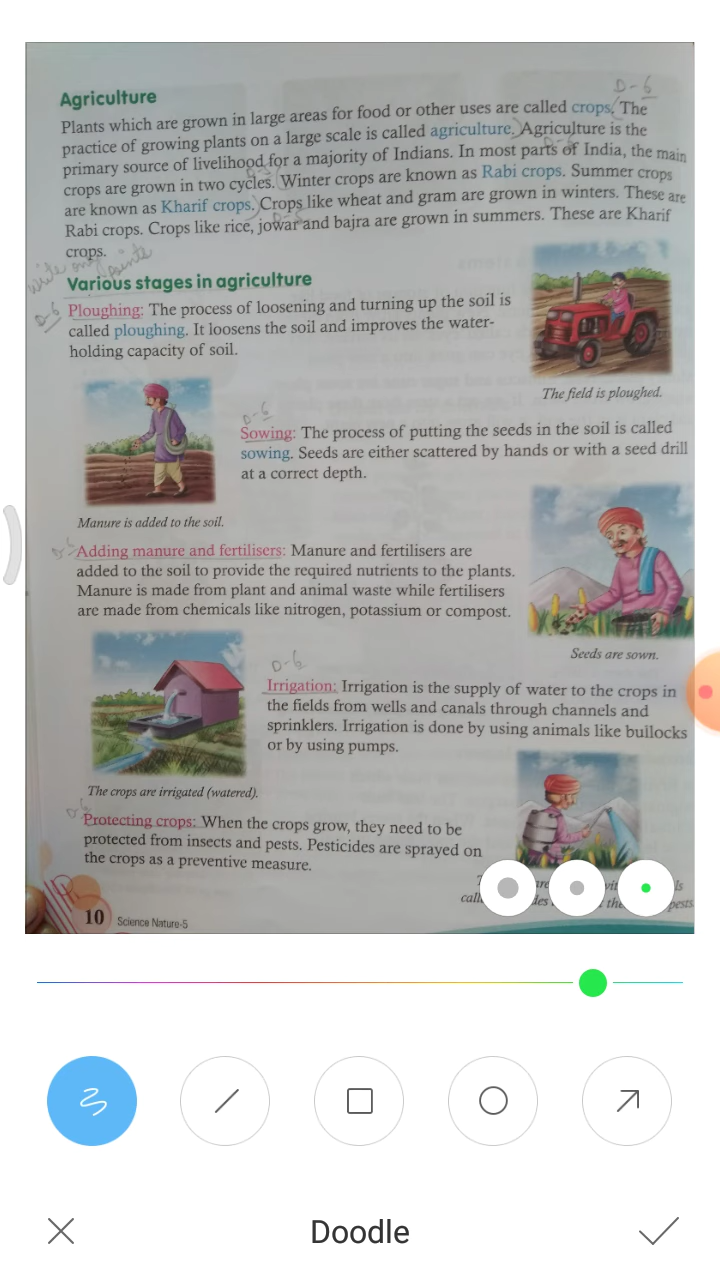 D-6
Agriculture
Plants which are grown in large areas for food or other uses are called crops. The
practice of growing plants on a large scale is called agriculture. Agriculture is the
primary source of livelihood for a majority of Indians. In most parts of India, the main
crops are grown in two cycles. Winter crops are known as Rabi crops. Summer crops
are known as Kharif crops. Crops like wheat and gram are grown in winters. These are
Rabi crops. Crops like rice, jowar and bajra are grown in summers. These are Kharif
crops.
write only points
Various stages in agriculture
D-6 Ploughing: The process of loosening and turning up the soil is
called ploughing. It loosens the soil and improves the water-
holding capacity of soil.
The field is ploughed.
D-6
Sowing: The process of putting the seeds in the soil is called
sowing. Seeds are either scattered by hands or with a seed drill
at a correct depth.
Manure is added to the soil.
Adding manure and fertilisers: Manure and fertilisers are
added to the soil to provide the required nutrients to the plants.
Manure is made from plant and animal waste while fertilisers
are made from chemicals like nitrogen, potassium or compost.
Seeds are sown.
D-6
Irrigation: Irrigation is the supply of water to the crops in
the fields from wells and canals through channels and
sprinklers. Irrigation is done by using animals like bullocks
or by using pumps.
The crops are irrigated (watered).
D-6
Protecting crops: When the crops grow, they need to be
protected from insects and pests. Pesticides are sprayed on
the crops as a preventive measure.
pests
10 Science Nature-5
Doodle